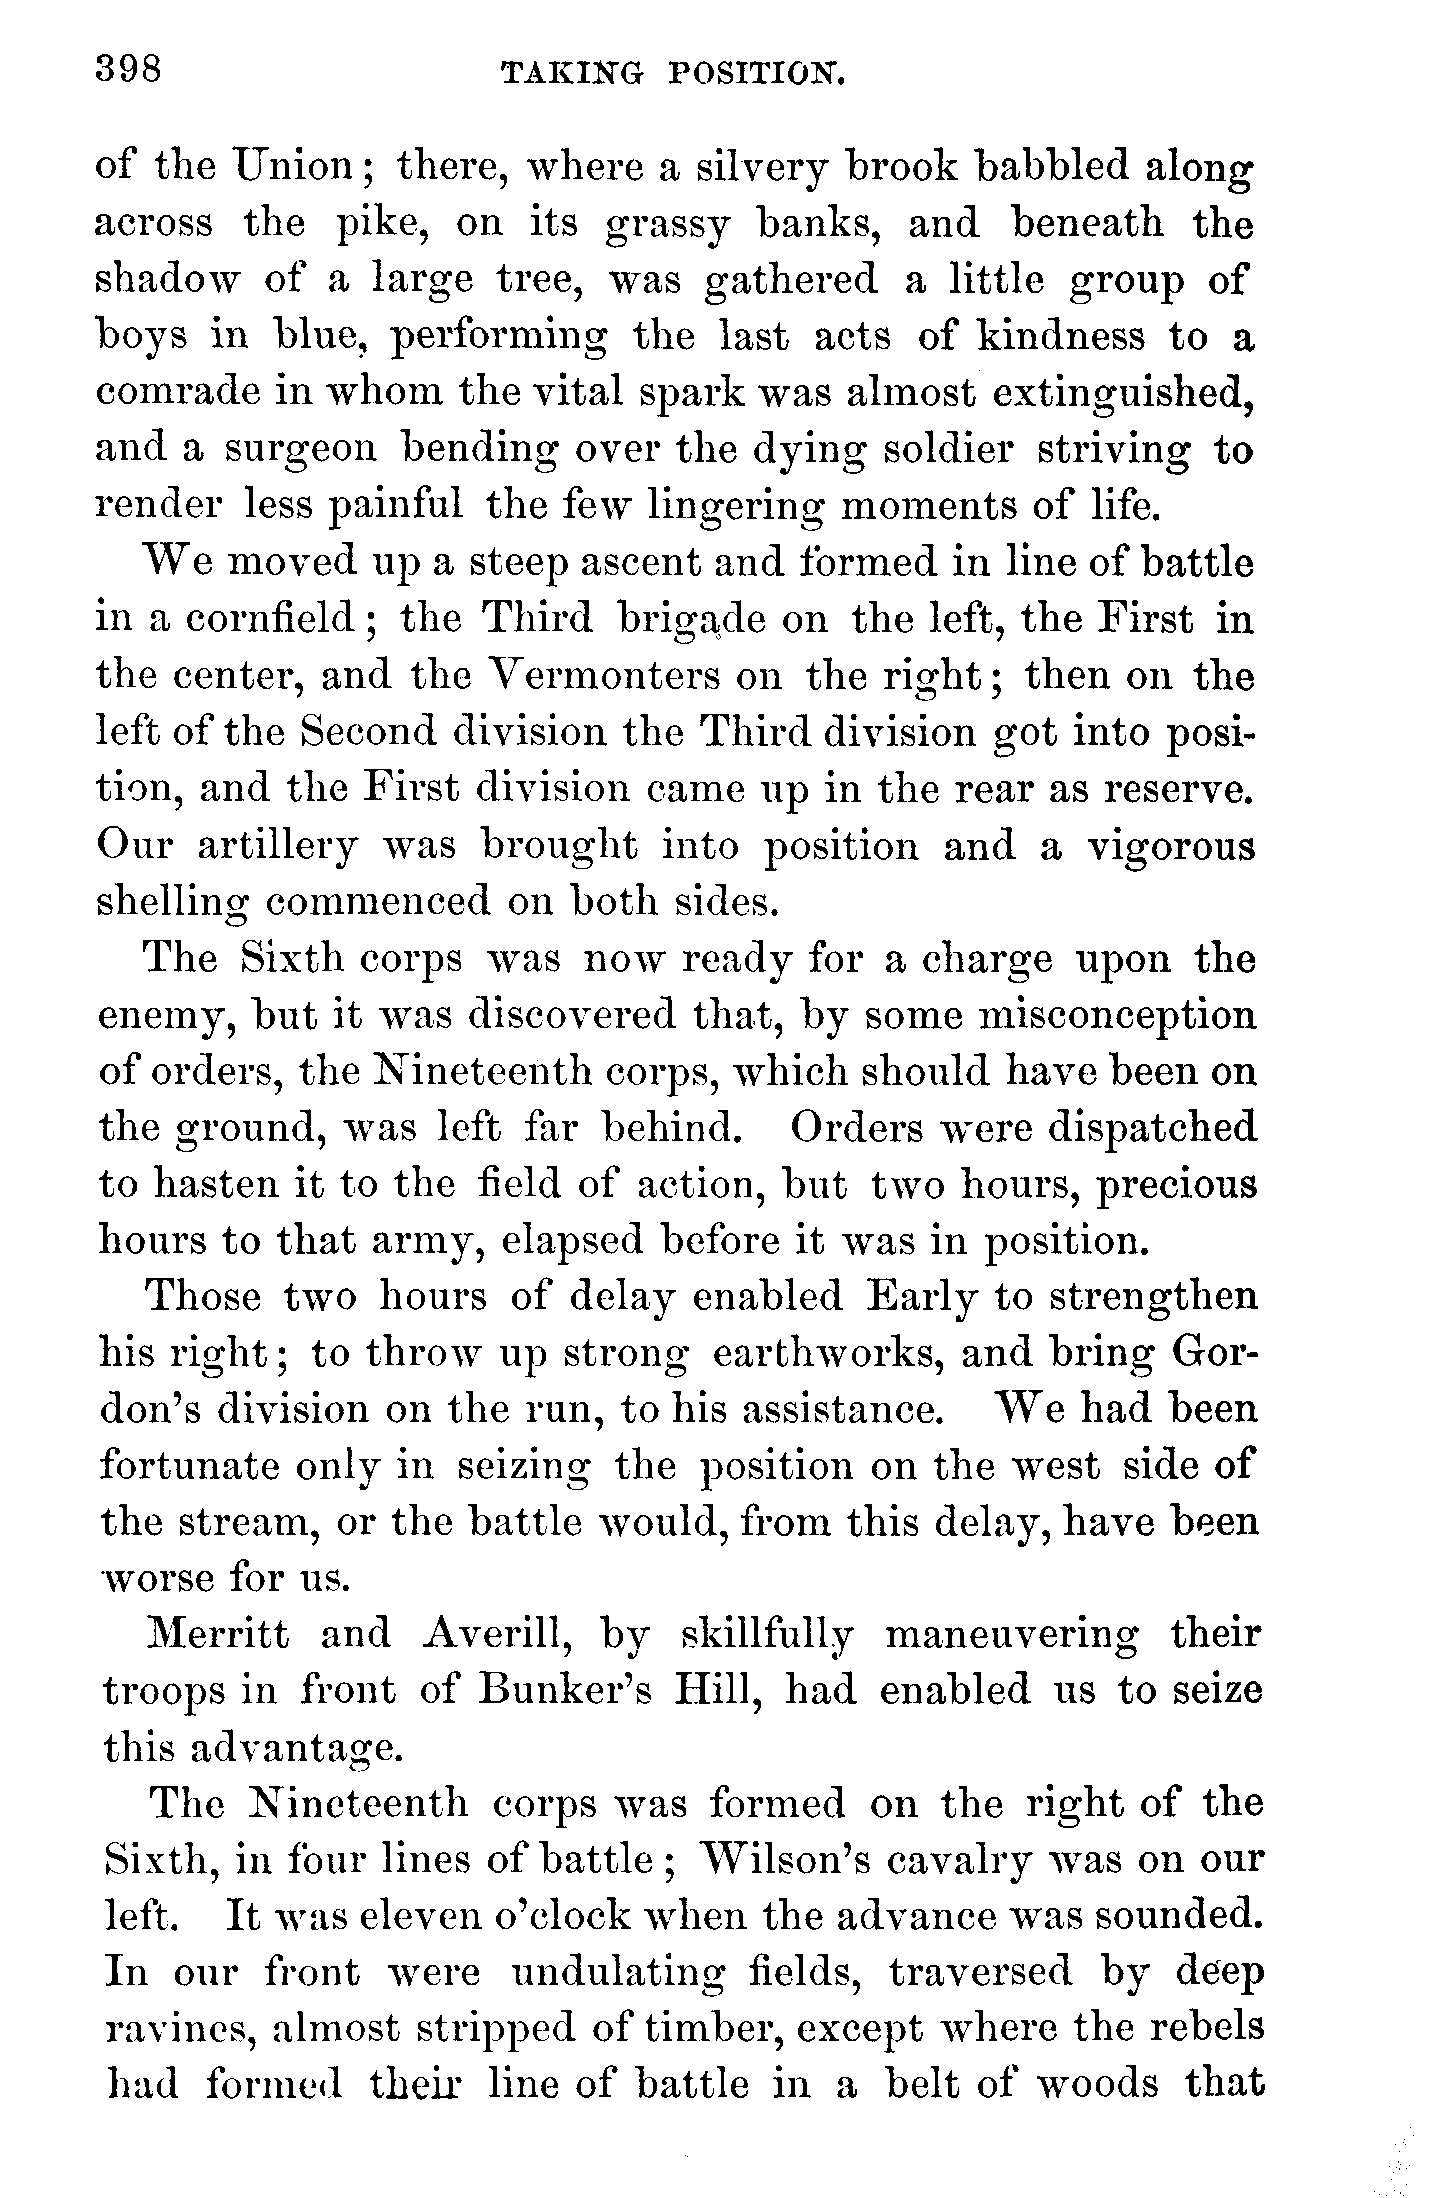 398 TAKING POSITION.
of the Union; there, where a silvery brook babbled along
across the pike, on its grassy banks, and beneath the
shadow of a large tree, was gathered a little group of
boys in blue, performing the last acts of kindness to a
comrade in whom the vital spark was almost extinguished,
and a surgeon bending over the dying soldier striving to
render less painful the few lingering moments of life.
We moved up a steep ascent and formed in line of battle
in a cornfield; the Third brigade on the left, the First in
the center, and the Vermonters on the right; then on the
left of the Second division the Third division got into posi-
tion, and the First division came up in the rear as reserve.
Our artillery was brought into position and a vigorous
shelling commenced on both sides.
The Sixth corps was now ready for a charge upon the
enemy, but it was discovered that, by some misconception
of orders, the Nineteenth corps, which should have been on
the ground, was left far behind. Orders were dispatched
to hasten it to the field of action, but two hours, precious
hours to that army, elapsed before it was in position.
Those two hours of delay enabled Early to strengthen
his right; to throw up strong earthworks, and bring Gor-
don's division on the run, to his assistance. We had been
fortunate only in seizing the position on the west side of
the stream, or the battle would, from this delay, have been
worse for us.
Merritt and Averill, by skillfully maneuvering their
troops in front of Bunker's Hill, had enabled us to seize
this advantage.
The Nineteenth corps was formed on the right of the
Sixth, in four lines of battle; Wilson's cavalry was on our
left. It was eleven o'clock when the advance was sounded.
In our front were undulating fields, traversed by deep
ravines, almost stripped of timber, except where the rebels
had formed their line of battle in a belt of woods that